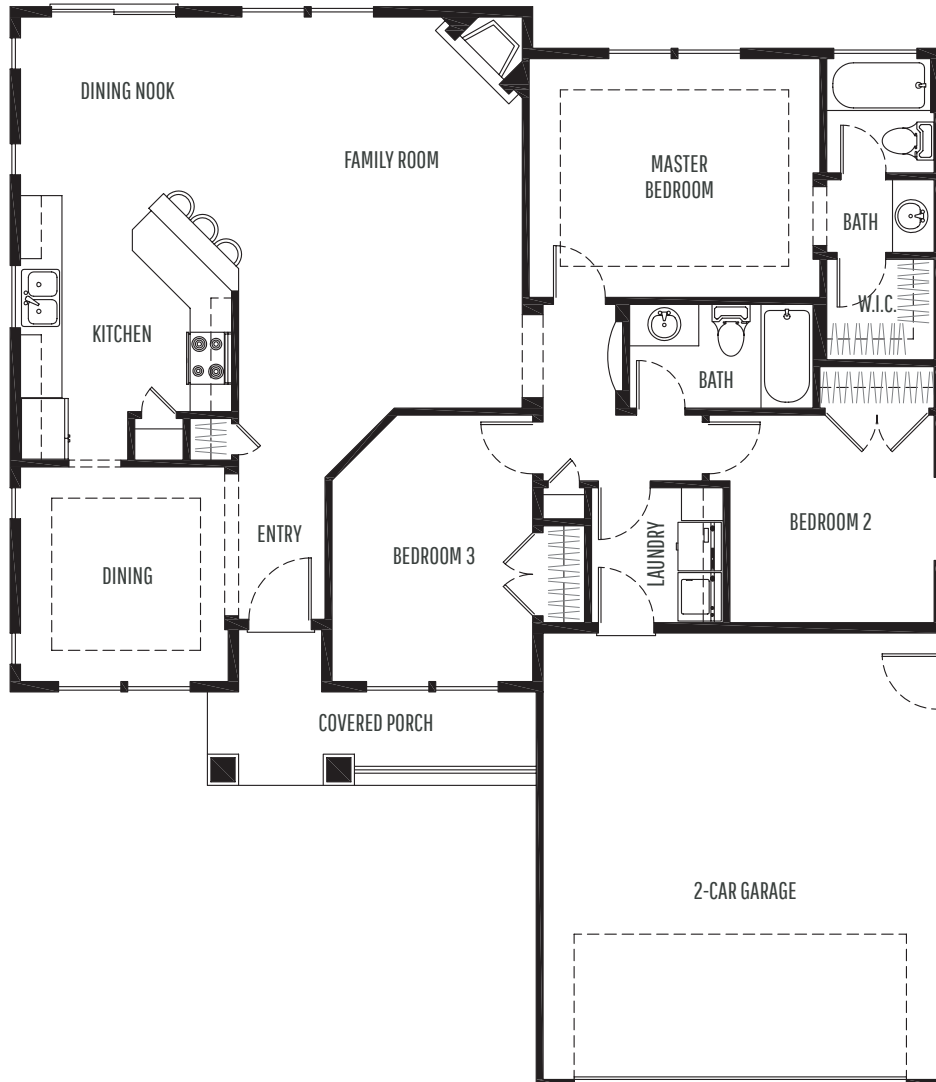 DINING NOOK
FAMILY ROOM
MASTER
BEDROOM
BATH
W.I.C.
KITCHEN
BATH
BEDROOM 2
ENTRY
BEDROOM 3
LAUNDRY
DINING
COVERED PORCH
2-CAR GARAGE